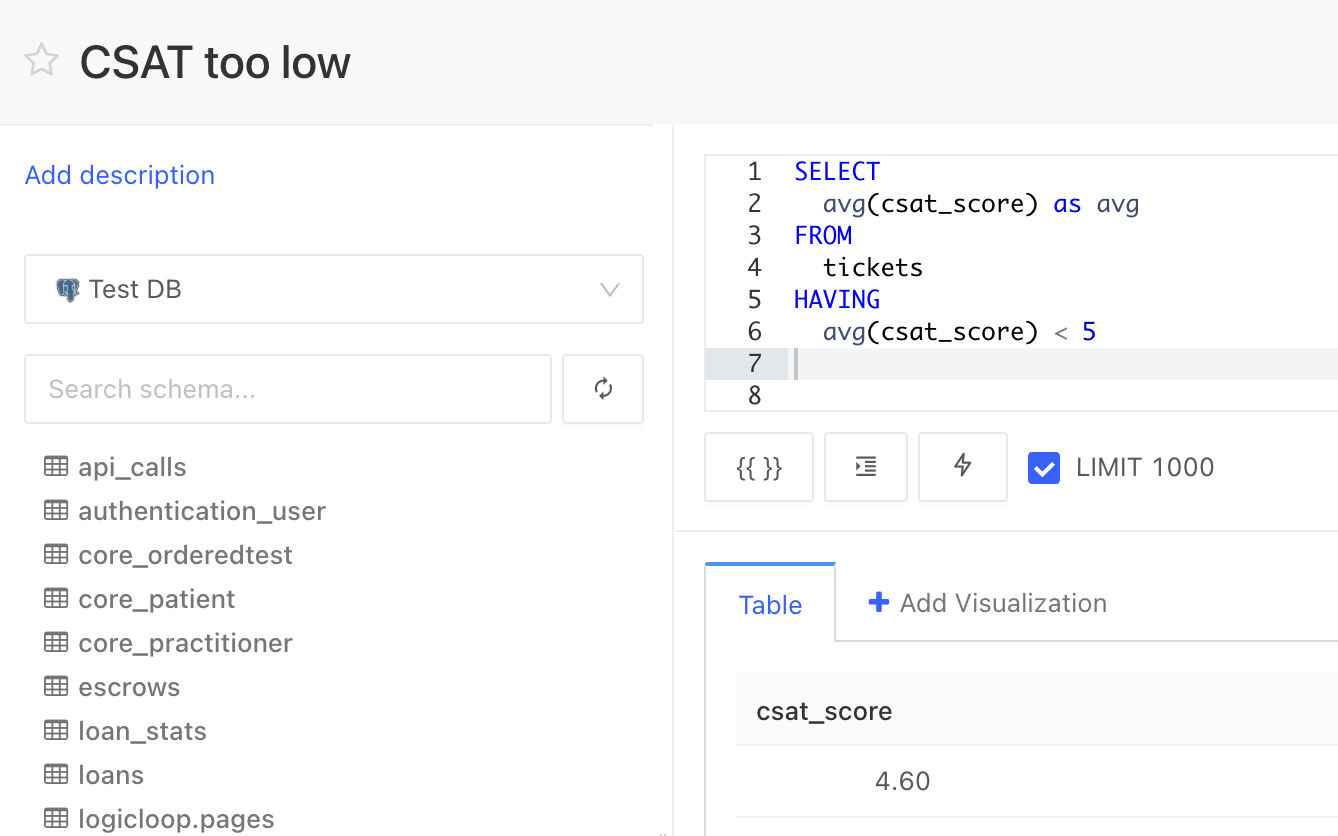 CSAT too low
Add description
Test DB
Search schema...
api_calls
authentication_user
core_orderedtest
core_patient
core_practitioner
escrows
loan_stats
loans
logicloop.pages
1 SELECT
2 avg(csat_score) as avg
3 FROM
4 tickets
5 HAVING
6 avg(csat_score) < 5
7
8
{{ }}
LIMIT 1000
Table
+ Add Visualization
csat_score
4.60